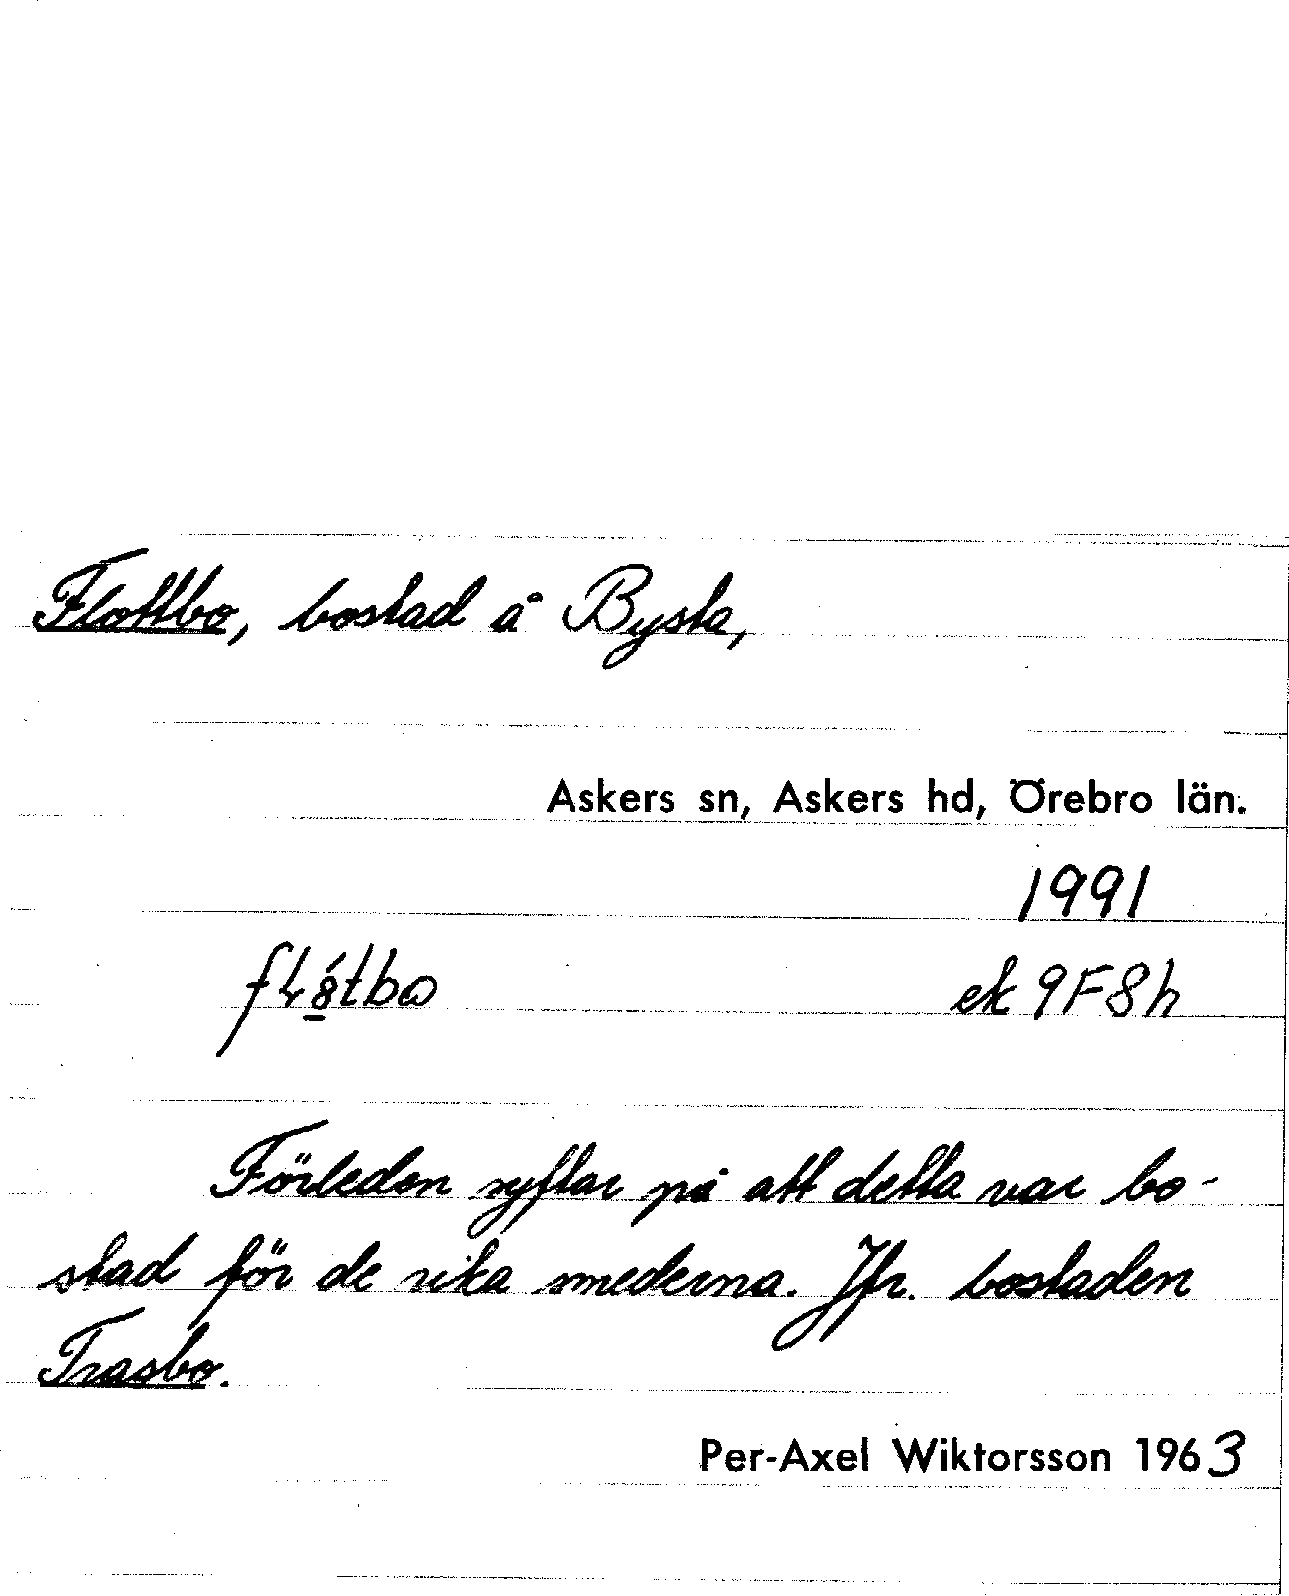 Flottbo, bostad å Bysta,
Askers sn, Askers hd, Örebro län.
1991
ek 9F8h
Förleden syftar på att detta var bo-
stad för de rika smederna. Jfr. bostaden
Trasbo.
Per-Axel Wiktorsson 1963